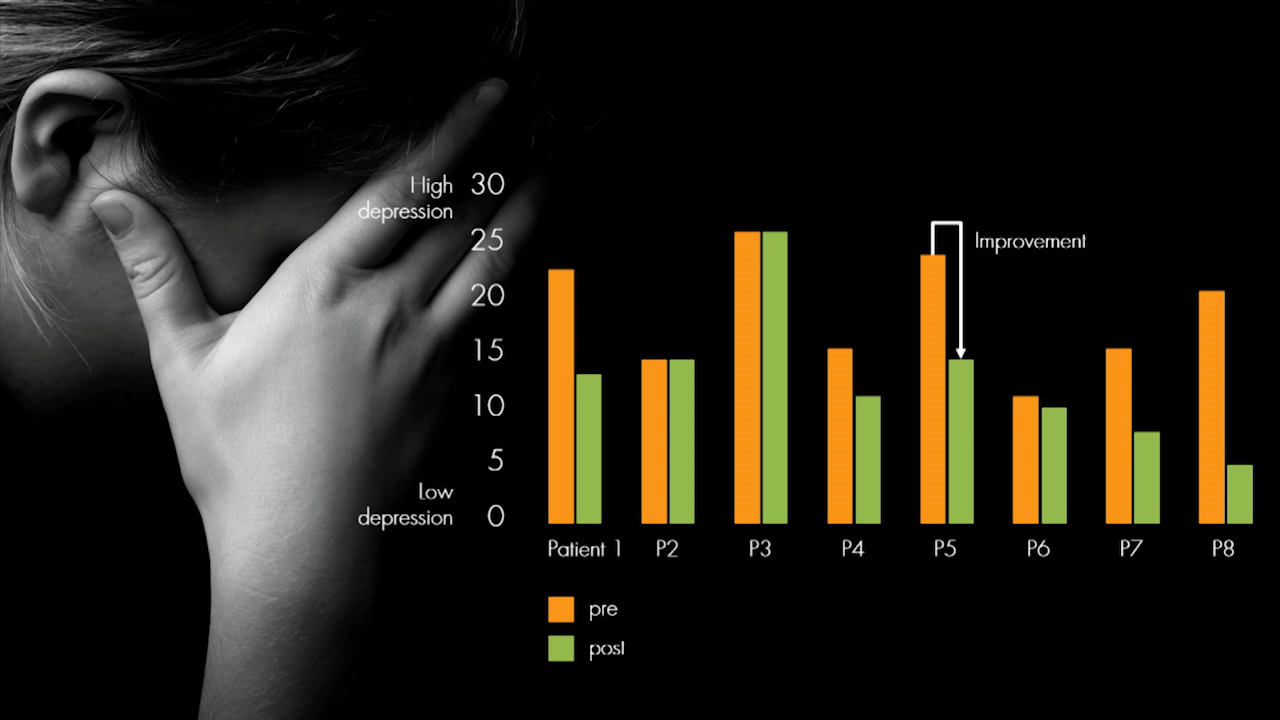 High
depression
30
25
20
15
10
5
Low
depression
0
Improvement
Patient 1
P2
P3
P4
P5
P6
P7
P8
pre
post